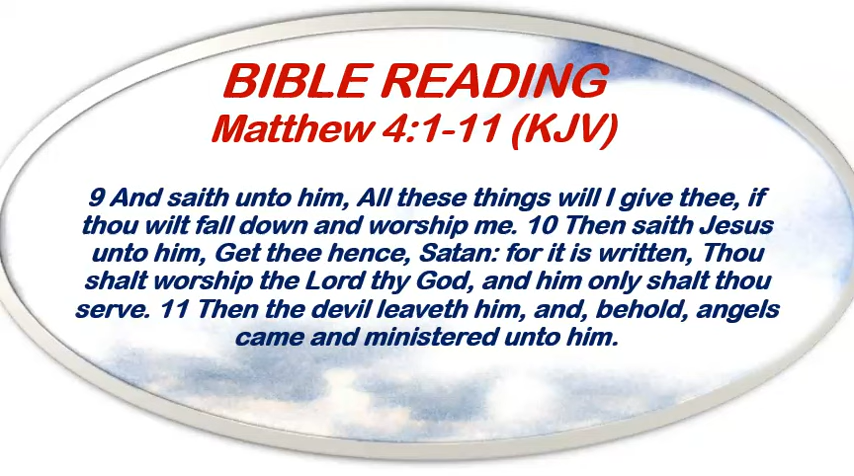 BIBLE READING
Matthew 4:1-11 (KJV)
9 And saith unto him, All these things will I give thee, if
thou wilt fall down and worship me. 10 Then saith Jesus
unto him, Get thee hence, Satan: for it is written, Thou
shalt worship the Lord thy God, and him only shalt thou
serve. 11 Then the devil leaveth him, and, behold, angels
came and ministered unto him.